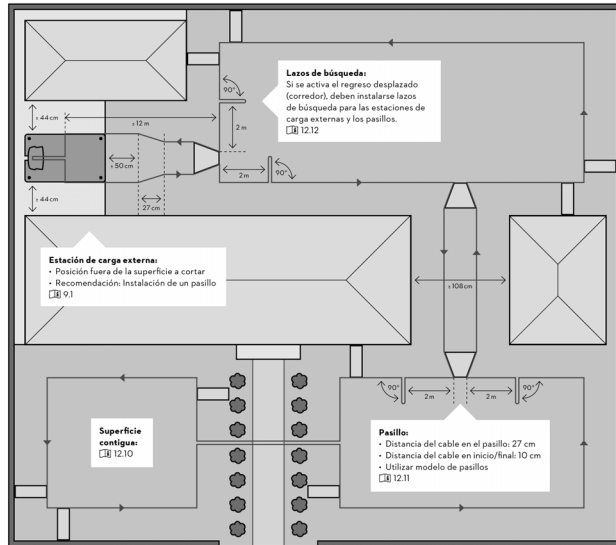 Lazos de búsqueda:
Si se activa el regreso desplazado
(corredor), deben instalarse lazos
de búsqueda para las estaciones de
carga externas y los pasillos.
12.12
90°
2 m
90°
2 m
≥ 44 cm
≤ 12 m
≥ 50 cm
≥ 44 cm
27 cm
Estación de carga externa:
• Posición fuera de la superficie a cortar
• Recomendación: Instalación de un pasillo
9.1
≥ 108 cm
90°
2 m
2 m
90°
Superficie
contigua:
12.10
Pasillo:
• Distancia del cable en el pasillo: 27 cm
• Distancia del cable en inicio/final: 10 cm
• Utilizar modelo de pasillos
12.11